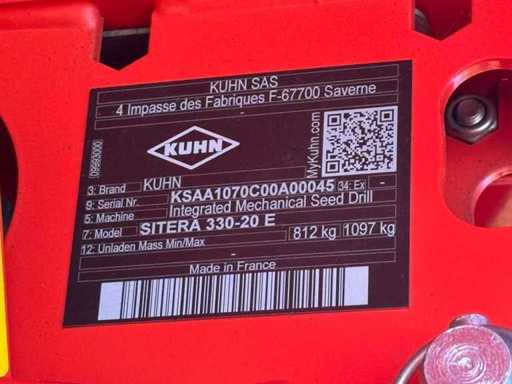 KUHN SAS
4 Impasse des Fabriques F-67700 Saverne
-
KUHN
MyKuhn.com
09993000
3: Brand KUHN
9: Serial Nr. KSAA1070C00A00045 34: Ex -
5: Machine Integrated Mechanical Seed Drill
7: Model SITERA 330-20 E
12: Unladen Mass Min/Max 812 kg 1097 kg
-
Made in France